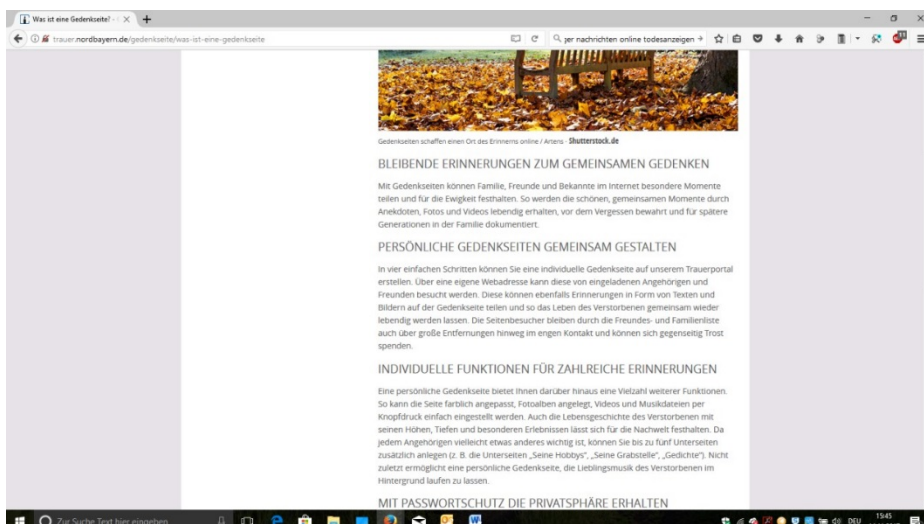 Was ist eine Gedenkseite? -
trauer.nordbayern.de/gedenkseite/was-ist-eine-gedenkseite
ger nachrichten online todesanzeigen
Gedenkseiten schaffen einen Ort des Erinnerns online / Artens - Shutterstock.de
BLEIBENDE ERINNERUNGEN ZUM GEMEINSAMEN GEDENKEN
Mit Gedenkseiten können Familie, Freunde und Bekannte im Internet besondere Momente
teilen und für die Ewigkeit festhalten. So werden die schönen, gemeinsamen Momente durch
Anekdoten, Fotos und Videos lebendig erhalten, vor dem Vergessen bewahrt und für spätere
Generationen in der Familie dokumentiert.
PERSÖNLICHE GEDENKSEITEN GEMEINSAM GESTALTEN
In vier einfachen Schritten können Sie eine individuelle Gedenkseite auf unserem Trauerportal
erstellen. Über eine eigene Webadresse kann diese von eingeladenen Angehörigen und
Freunden besucht werden. Diese können ebenfalls Erinnerungen in Form von Texten und
Bildern auf der Gedenkseite teilen und so das Leben des Verstorbenen gemeinsam wieder
lebendig werden lassen. Die Seitenbesucher bleiben durch die Freundes- und Familienliste
auch über große Entfernungen hinweg im engen Kontakt und können sich gegenseitig Trost
spenden.
INDIVIDUELLE FUNKTIONEN FÜR ZAHLREICHE ERINNERUNGEN
Eine persönliche Gedenkseite bietet Ihnen darüber hinaus eine Vielzahl weiterer Funktionen.
So kann die Seite farblich angepasst, Fotoalben angelegt, Videos und Musikdateien per
Knopfdruck einfach eingestellt werden. Auch die Lebensgeschichte des Verstorbenen mit
seinen Höhen, Tiefen und besonderen Erlebnissen lässt sich für die Nachwelt festhalten. Da
jedem Angehörigen vielleicht etwas anderes wichtig ist, können Sie bis zu fünf Unterseiten
zusätzlich anlegen (z. B. die Unterseiten „Seine Hobbys“, „Seine Grabstelle“, „Gedichte“). Nicht
zuletzt ermöglicht eine persönliche Gedenkseite, die Lieblingsmusik des Verstorbenen im
Hintergrund laufen zu lassen.
MIT PASSWORTSCHUTZ DIE PRIVATSPHÄRE ERHALTEN
Zur Suche Text hier eingeben
DEU
15:45